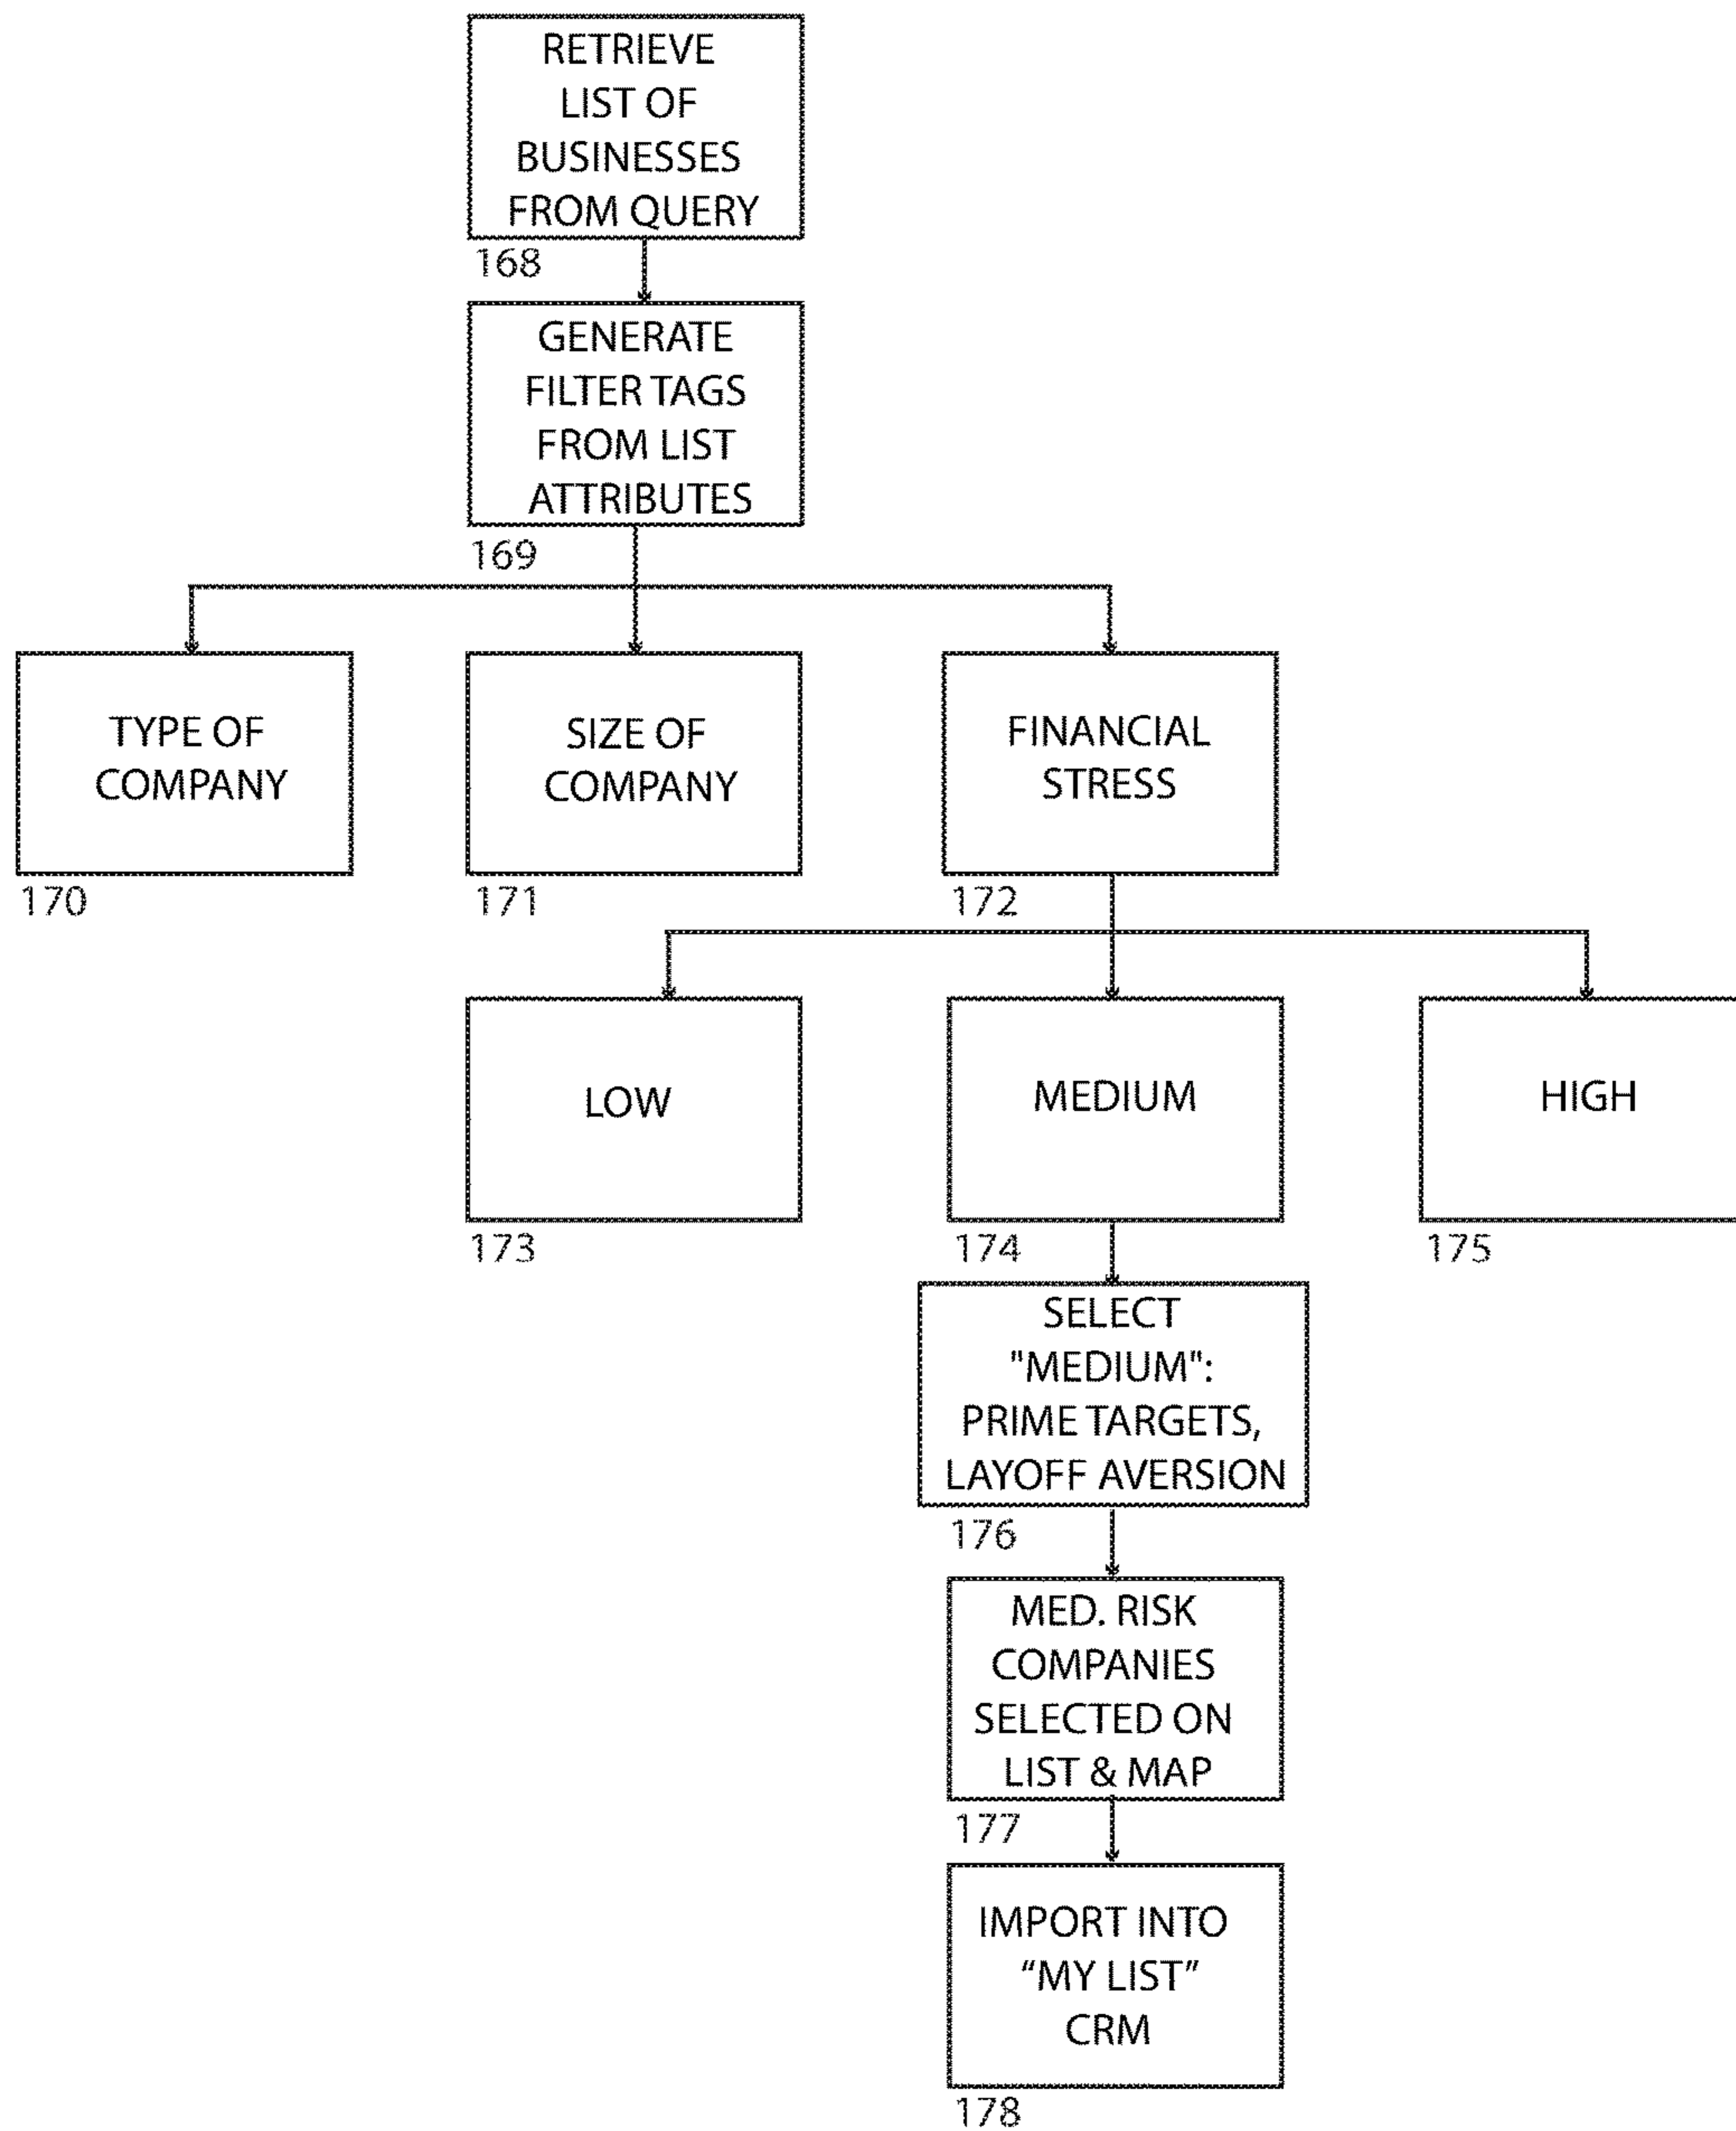 RETRIEVE
LIST OF
BUSINESSES
FROM QUERY
168
GENERATE
FILTER TAGS
FROM LIST
ATTRIBUTES
169
TYPE OF
COMPANY
170
SIZE OF
COMPANY
171
FINANCIAL
STRESS
172
LOW
173
MEDIUM
174
HIGH
175
SELECT
"MEDIUM":
PRIME TARGETS,
LAYOFF AVERSION
176
MED. RISK
COMPANIES
SELECTED ON
LIST & MAP
177
IMPORT INTO
“MY LIST”
CRM
178